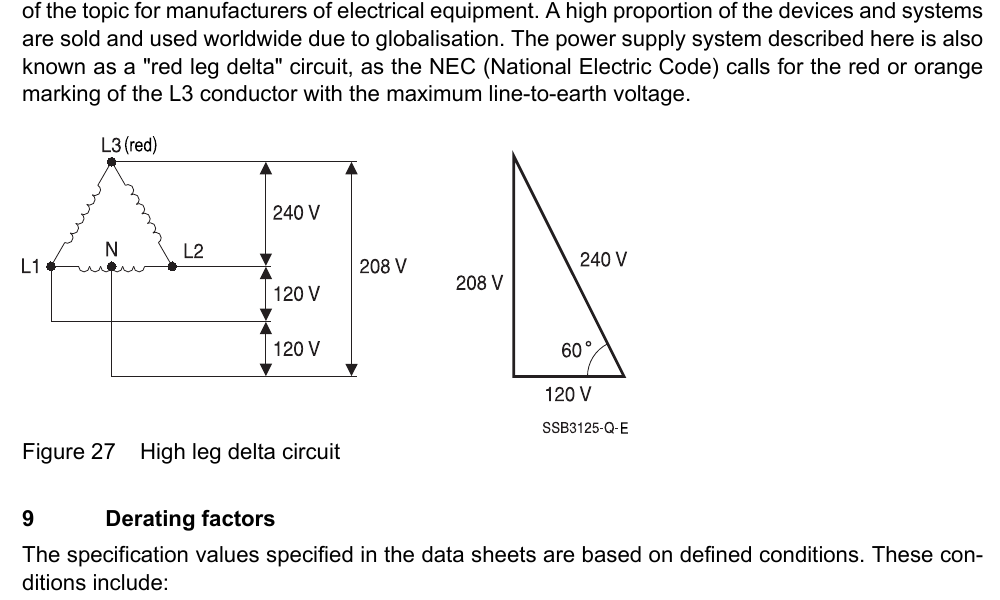 of the topic for manufacturers of electrical equipment. A high proportion of the devices and systems
are sold and used worldwide due to globalisation. The power supply system described here is also
known as a "red leg delta" circuit, as the NEC (National Electric Code) calls for the red or orange
marking of the L3 conductor with the maximum line-to-earth voltage.
L3 (red)
240 V
N
L2
L1
208 V
120 V
120 V
240 V
208 V
60°
120 V
SSB3125-Q-E
Figure 27 High leg delta circuit
9 Derating factors
The specification values specified in the data sheets are based on defined conditions. These con-
ditions include: